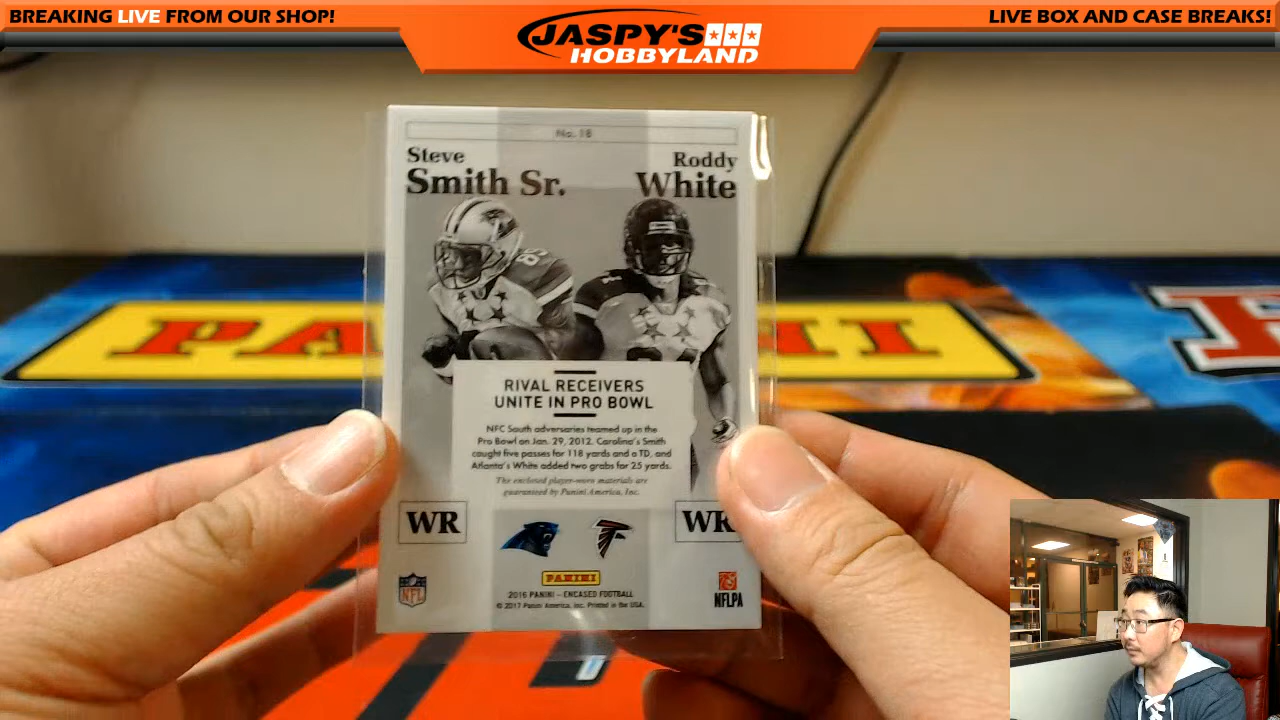 BREAKING LIVE FROM OUR SHOP!
JASPY'S
HOBBYLAND
LIVE BOX AND CASE BREAKS!
No. 18
Steve
Smith Sr.
Roddy
White
RIVAL RECEIVERS
UNITE IN PRO BOWL
NFC South adversaries teamed up in the
Pro Bowl on Jan. 29, 2012. Carolina's Smith
caught five passes for 118 yards and a TD, and
Atlanta's White added two grabs for 25 yards.
The enclosed player-worn materials are
guaranteed by Panini America, Inc.
WR
WR
PANINI
NFL
NFLPA
2016 PANINI – ENCASED FOOTBALL
© 2017 Panini America, Inc. Printed in the USA.